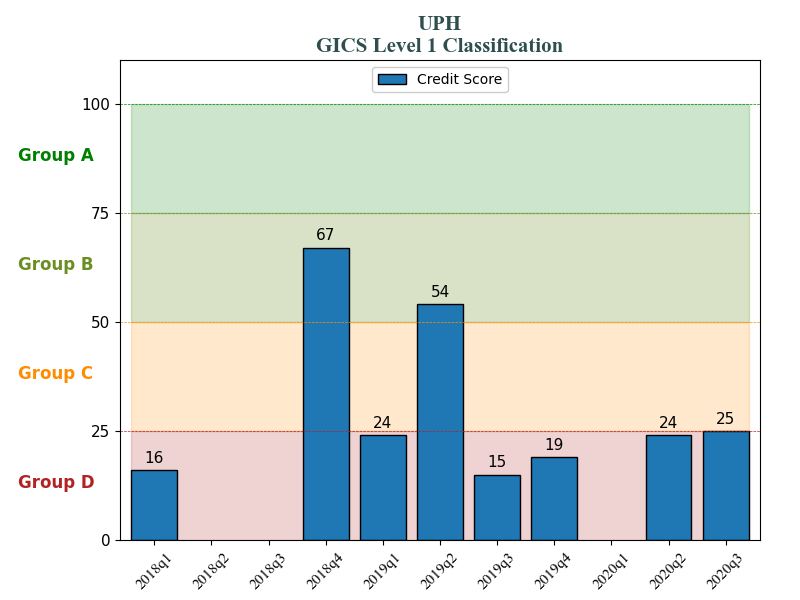 UPH
GICS Level 1 Classification
Credit Score
100
Group A
75
67
Group B
54
50
Group C
25
24
24
25
16
15
19
Group D
0
2018q1 2018q2 2018q3 2018q4 2019q1 2019q2 2019q3 2019q4 2020q1 2020q2 2020q3